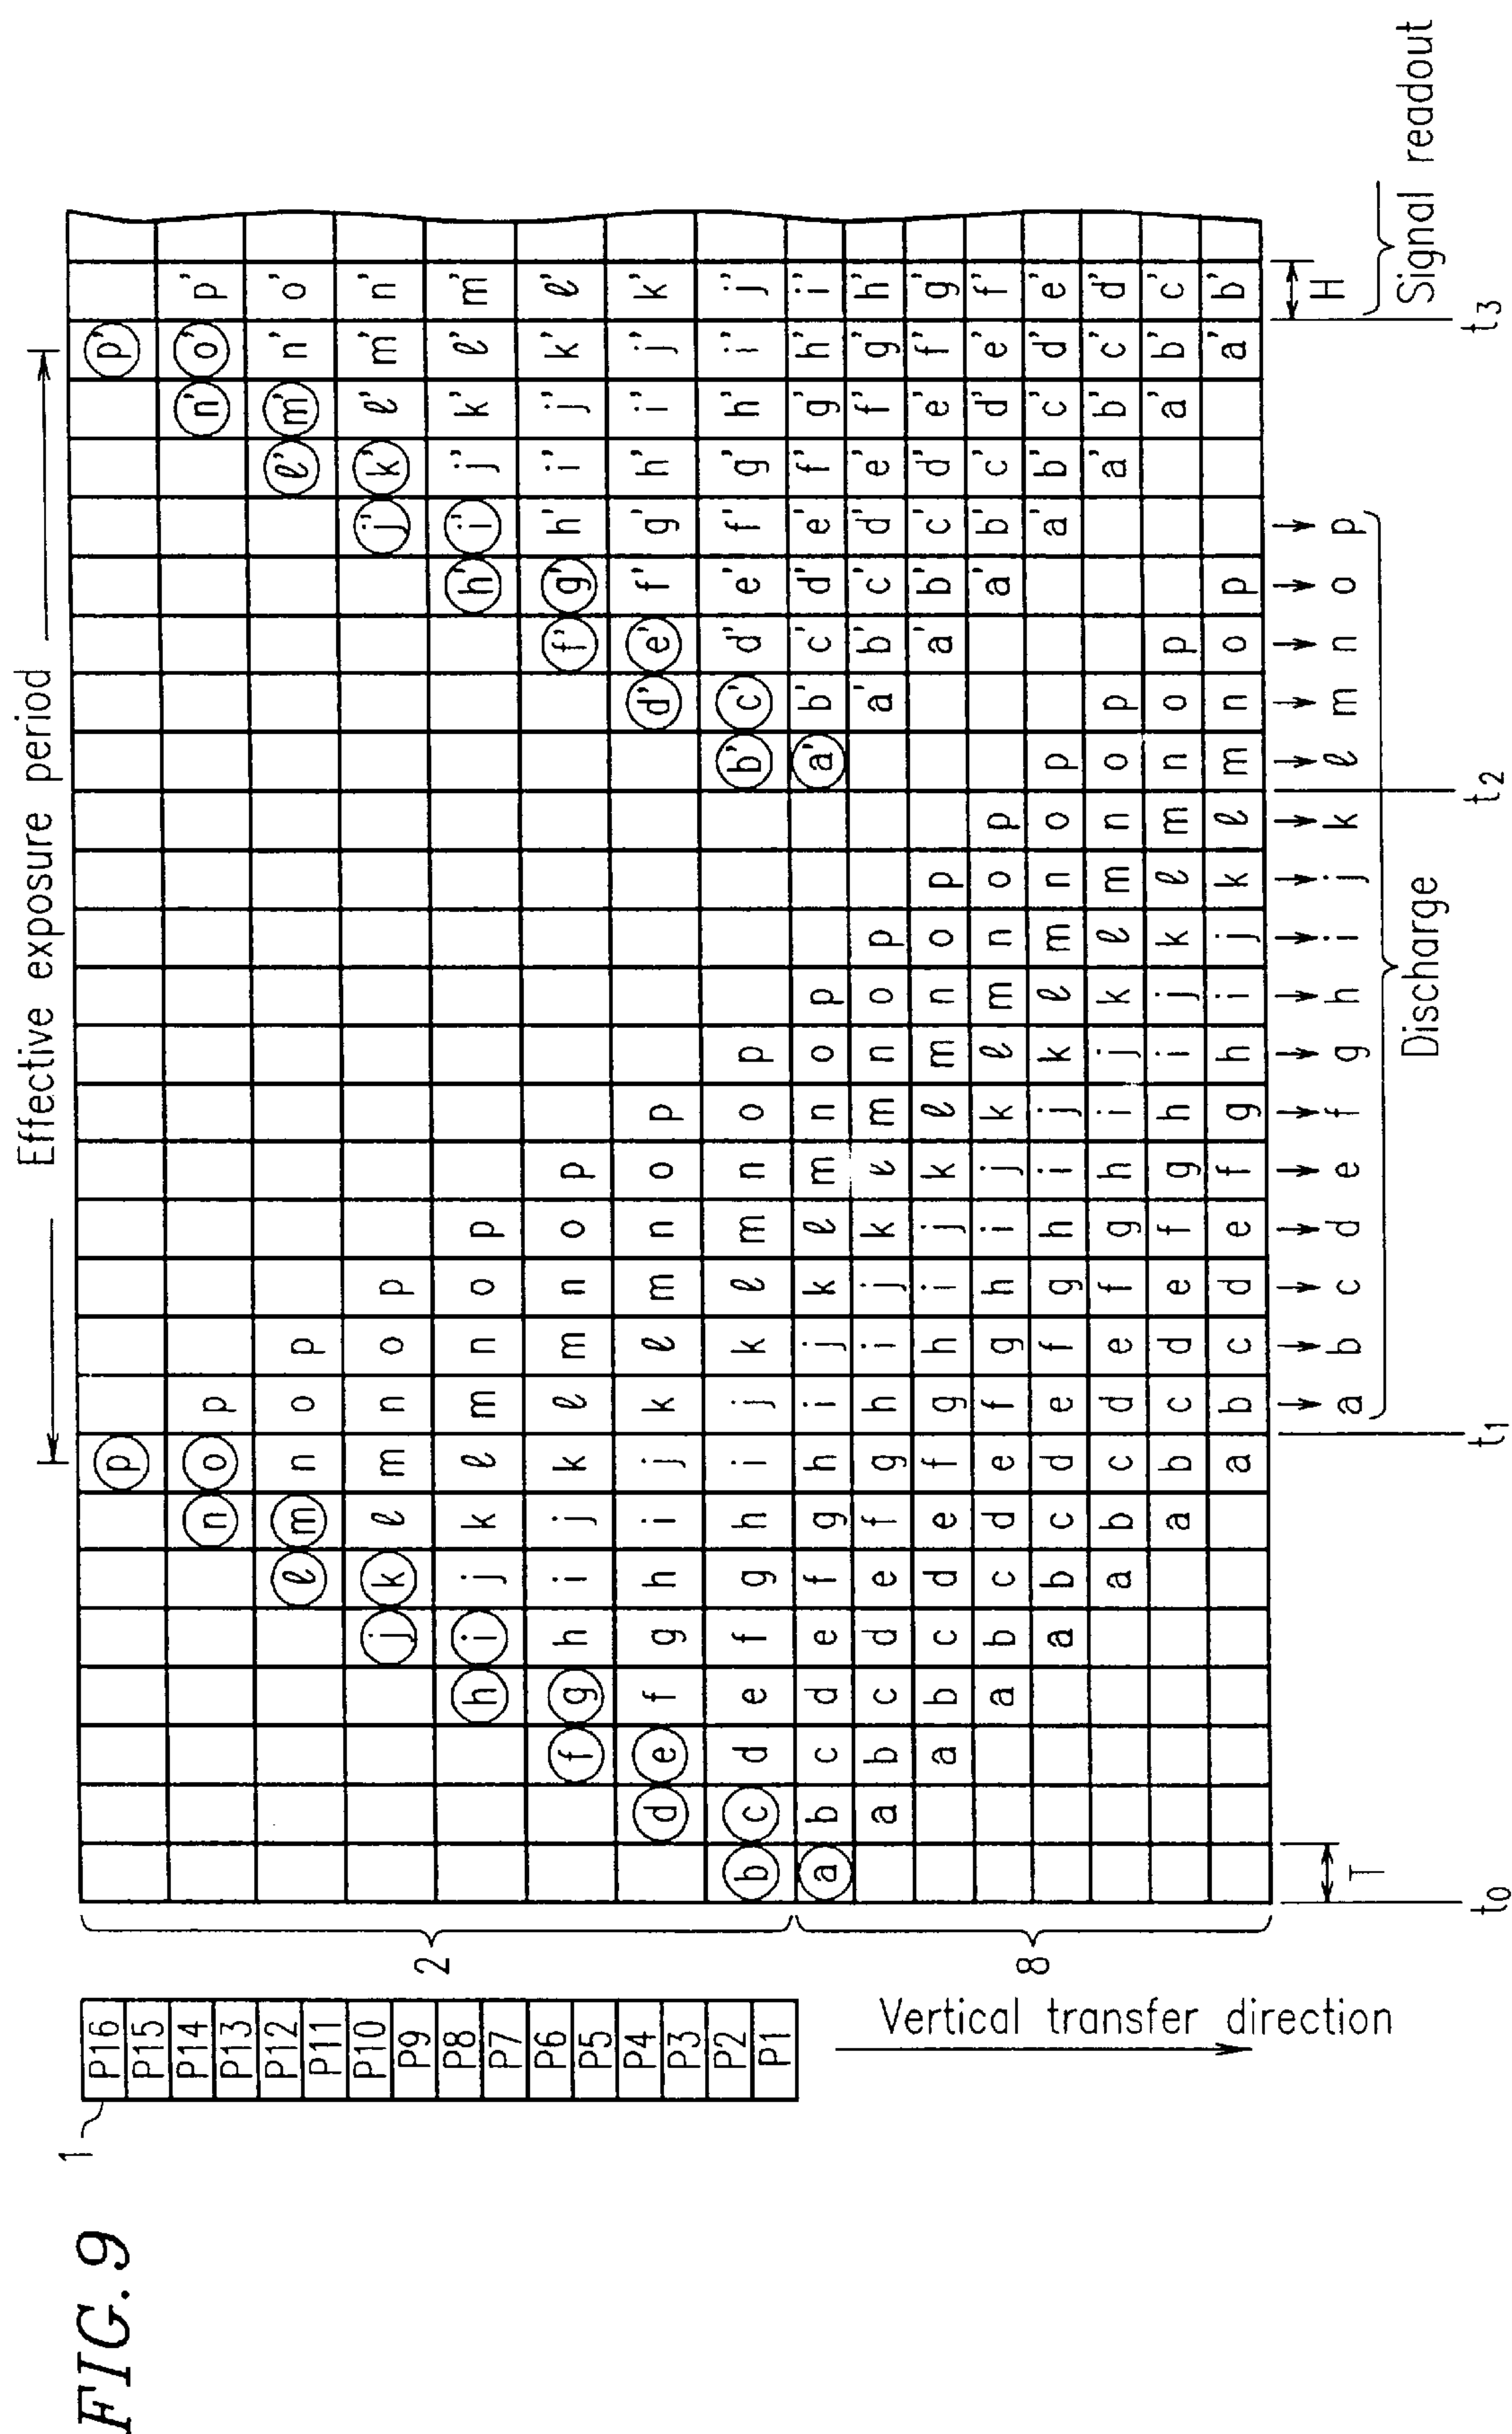 FIG. 9
Effective exposure period
1
P16
P15
P14
P13
P12
P11
P10
P9
P8
P7
P6
P5
P4
P3
P2
P1
Vertical transfer direction
2
8
p p'
n o p n' o' p'
ℓ m n o p ℓ' m' n' o'
j k ℓ m n o p j' k' ℓ' m' n'
h i j k ℓ m n o p h' i' j' k' ℓ' m'
f g h i j k ℓ m n o p f' g' h' i' j' k' ℓ'
d e f g h i j k ℓ m n o p d' e' f' g' h' i' j' k'
b c d e f g h i j k ℓ m n o p b' c' d' e' f' g' h' i' j'
a b c d e f g h i j k ℓ m n o p a' b' c' d' e' f' g' h' i'
a b c d e f g h i j k ℓ m n o p a' b' c' d' e' f' g' h'
a b c d e f g h i j k ℓ m n o p a' b' c' d' e' f' g'
a b c d e f g h i j k ℓ m n o p a' b' c' d' e' f'
a b c d e f g h i j k ℓ m n o p a' b' c' d' e'
a b c d e f g h i j k ℓ m n o p a' b' c' d'
a b c d e f g h i j k ℓ m n o p a' b' c'
a b c d e f g h i j k ℓ m n o p a' b'
T a b c d e f g h i j k ℓ m n o p H
Discharge
Signal readout
t0 t1 t2 t3